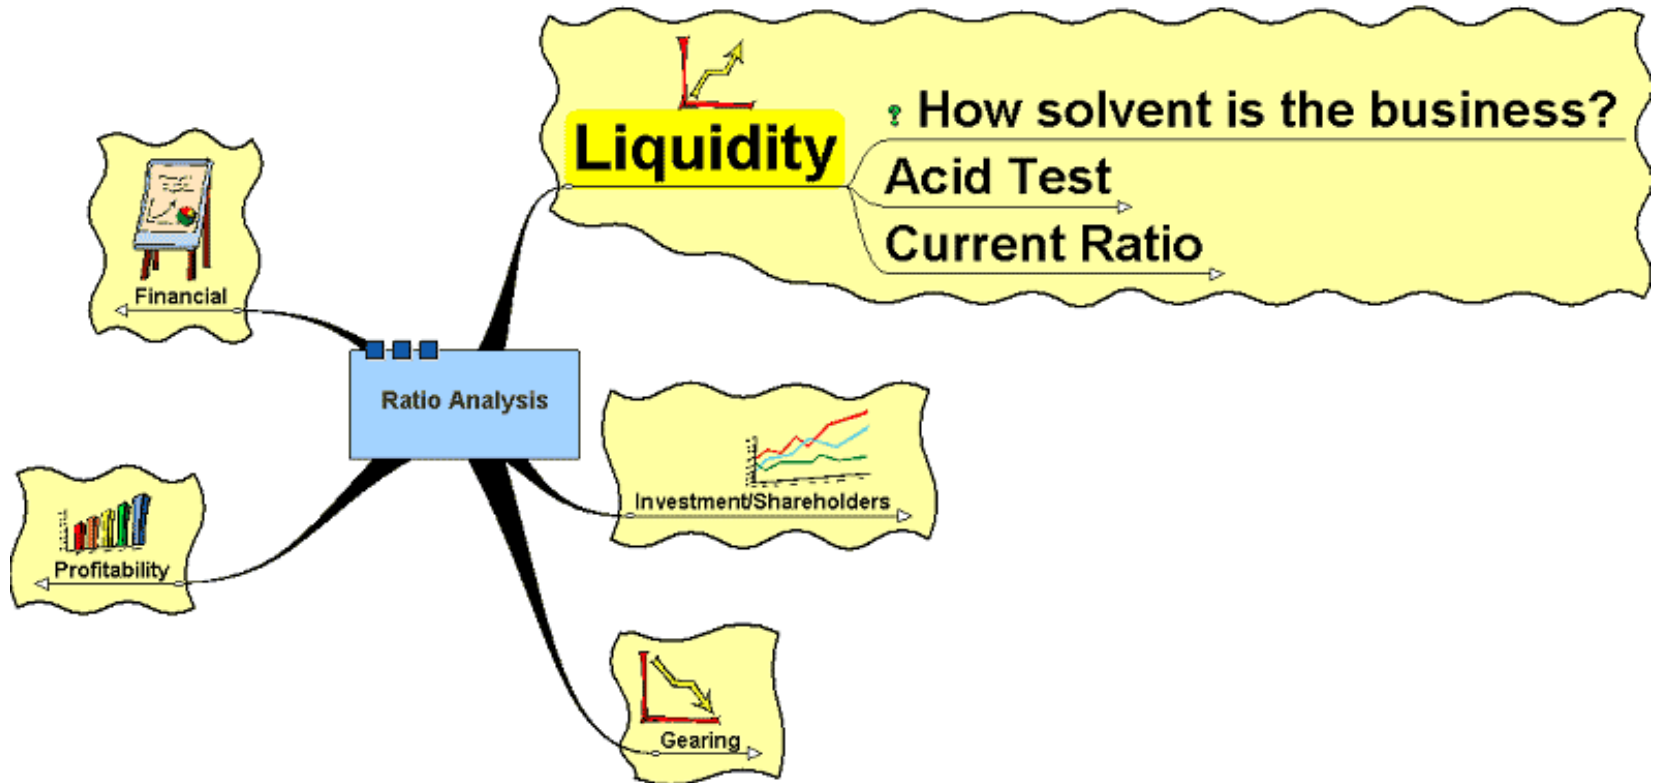 Liquidity
How solvent is the business?
Acid Test
Current Ratio
Financial
Ratio Analysis
Investment/Shareholders
Profitability
Gearing